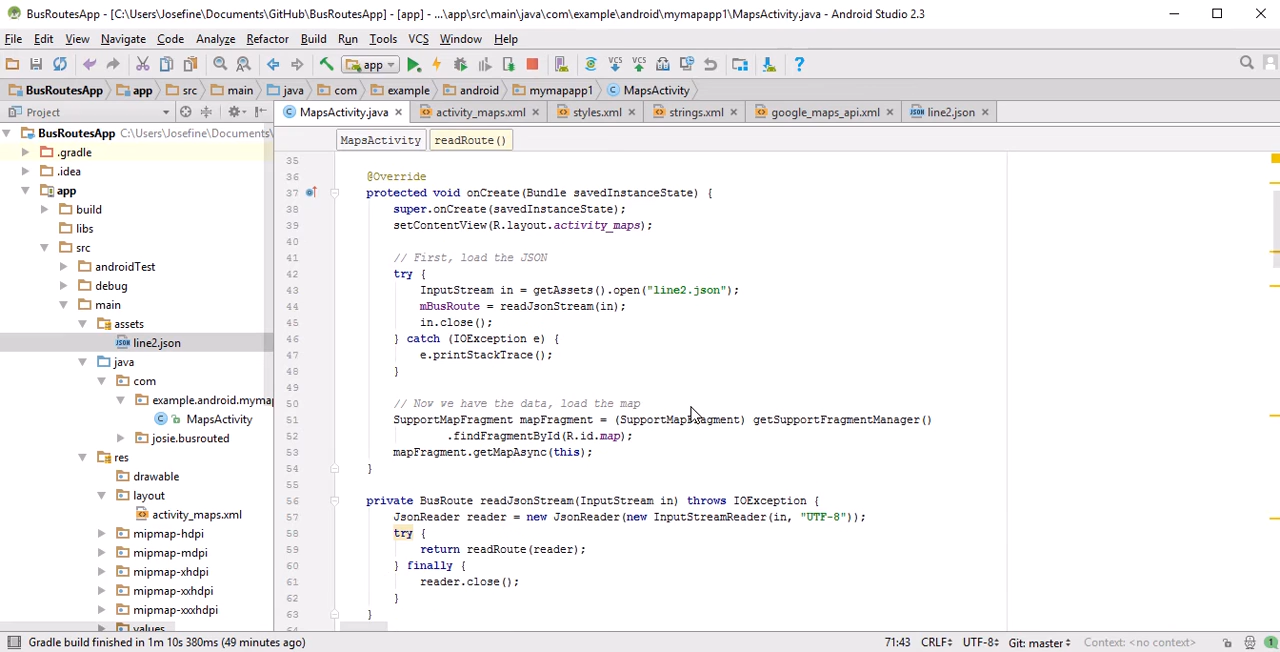 MapsActivity.java - BusRoutesApp - [C:\Users\Josefine\Documents\GitHub\BusRoutesApp] - [app] - ...\app\src\main\java\com\example\android\mymapapp1\MapsActivity.java - Android Studio 2.3
File Edit View Navigate Code Analyze Refactor Build Run Tools VCS Window Help
app VCS VCS ?
BusRoutesApp app src main java com example android mymapapp1 MapsActivity
Project MapsActivity.java activity_maps.xml styles.xml strings.xml google_maps_api.xml line2.json
BusRoutesApp C:\Users\Josefine\Documents\
MapsActivity readRoute()
.gradle
.idea
app
build
libs
src
androidTest
debug
main
assets
line2.json
java
com
example.android.myma
MapsActivity
josie.busrouted
res
drawable
layout
activity_maps.xml
mipmap-hdpi
mipmap-mdpi
mipmap-xhdpi
mipmap-xxhdpi
mipmap-xxxhdpi
values
35
36 @Override
37 protected void onCreate(Bundle savedInstanceState) {
38 super.onCreate(savedInstanceState);
39 setContentView(R.layout.activity_maps);
40
41 // First, load the JSON
42 try {
43 InputStream in = getAssets().open("line2.json");
44 mBusRoute = readJsonStream(in);
45 in.close();
46 } catch (IOException e) {
47 e.printStackTrace();
48 }
49
50 // Now we have the data, load the map
51 SupportMapFragment mapFragment = (SupportMapFragment) getSupportFragmentManager()
52 .findFragmentById(R.id.map);
53 mapFragment.getMapAsync(this);
54 }
55
56 private BusRoute readJsonStream(InputStream in) throws IOException {
57 JsonReader reader = new JsonReader(new InputStreamReader(in, "UTF-8"));
58 try {
59 return readRoute(reader);
60 } finally {
61 reader.close();
62 }
63 }
Gradle build finished in 1m 10s 380ms (49 minutes ago) 71:43 CRLF UTF-8 Git: master Context: <no context> 1